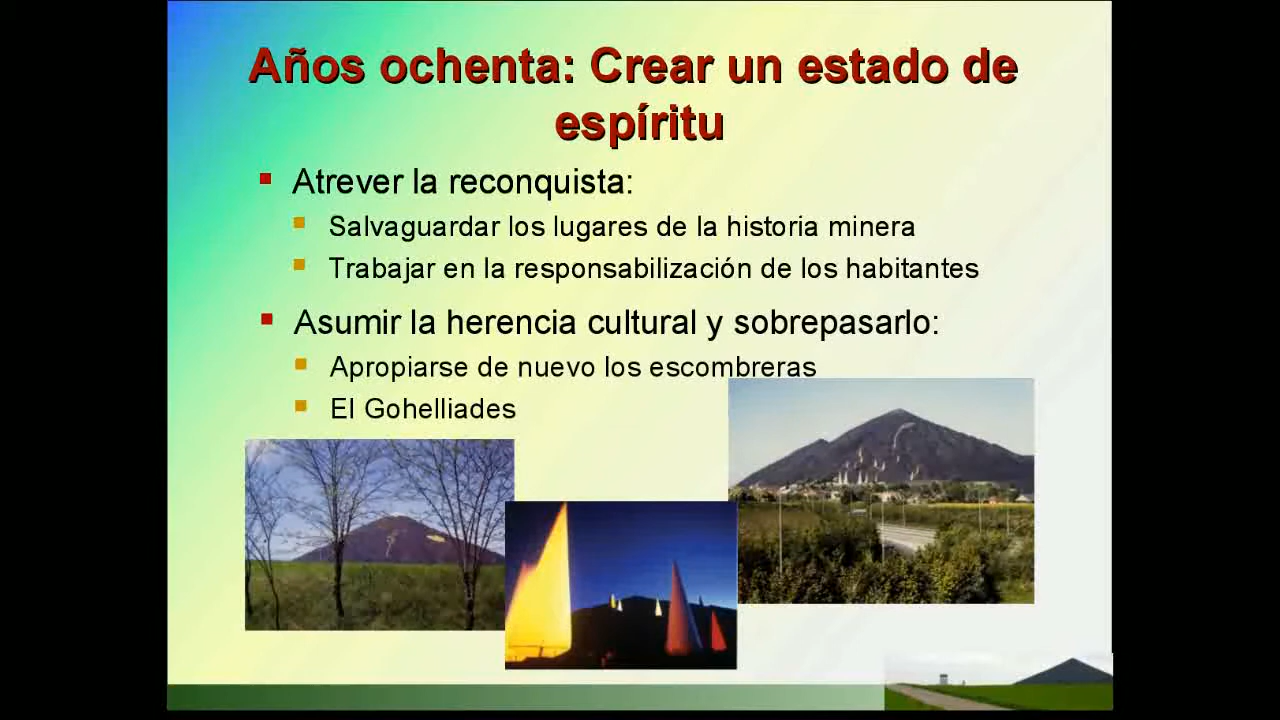 Años ochenta: Crear un estado de
espíritu
Atrever la reconquista:
Salvaguardar los lugares de la historia minera
Trabajar en la responsabilización de los habitantes
Asumir la herencia cultural y sobrepasarlo:
Apropiarse de nuevo los escombreras
El Gohelliades